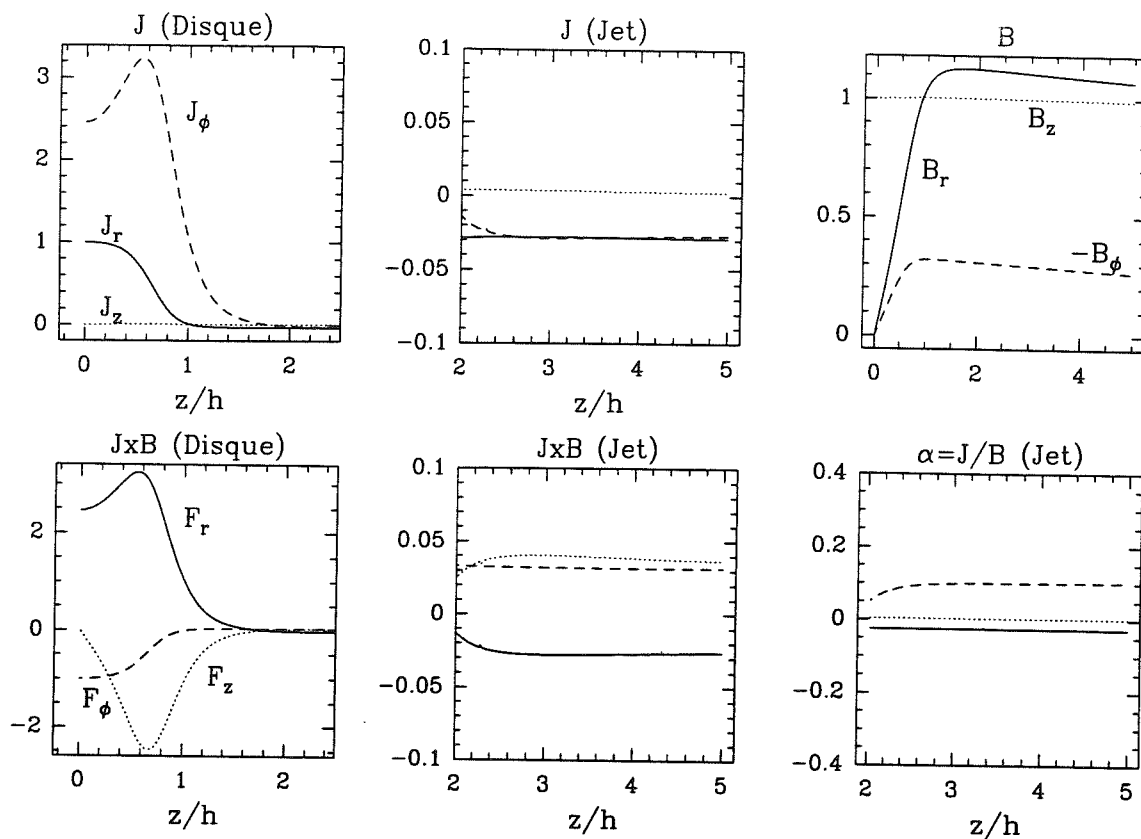 J (Disque)
3
2
1
0
J_φ
J_r
J_z
0
1
2
z/h
J (Jet)
0.1
0.05
0
−0.05
−0.1
2
3
4
5
z/h
B
1
0.5
0
B_z
B_r
−B_φ
0
2
4
JxB (Disque)
2
0
−2
F_r
F_φ
F_z
0
1
2
z/h
JxB (Jet)
0.1
0.05
0
−0.05
−0.1
2
3
4
5
z/h
α=J/B (Jet)
0.4
0.2
0
−0.2
−0.4
2
3
4
5
z/h